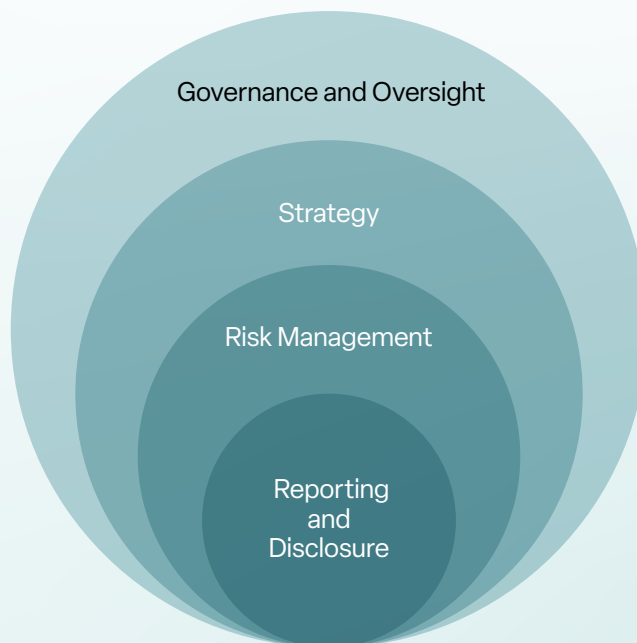 Governance and Oversight
Strategy
Risk Management
Reporting
and
Disclosure